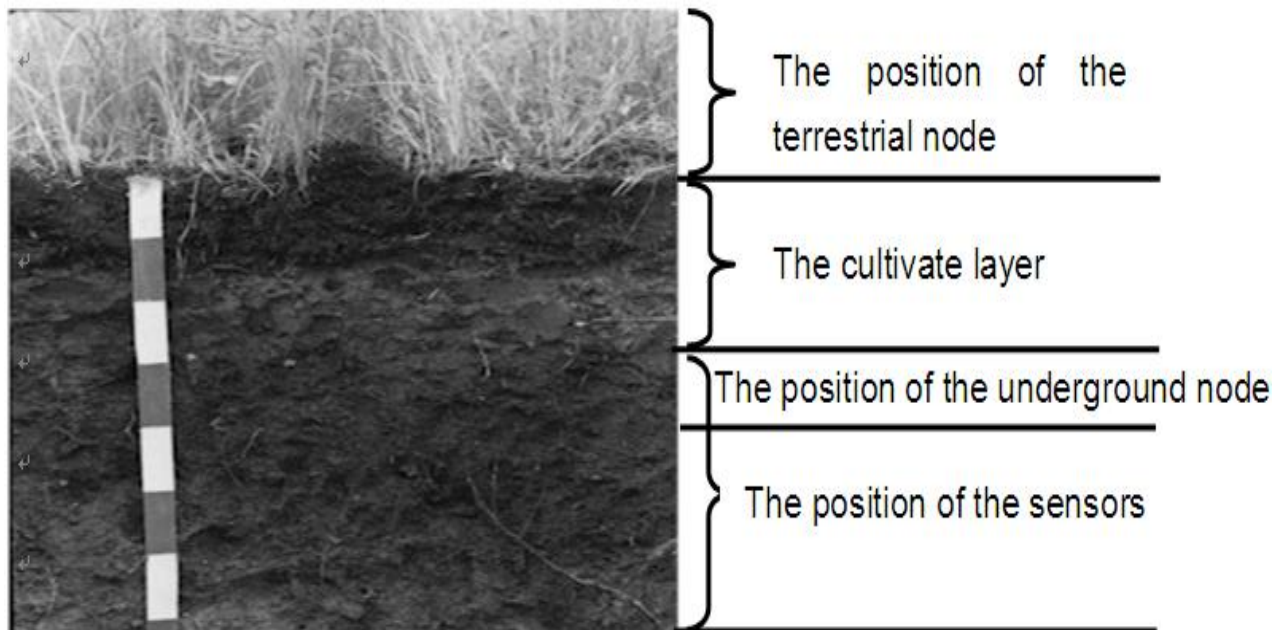 The position of the
terrestrial node
The cultivate layer
The position of the underground node
The position of the sensors